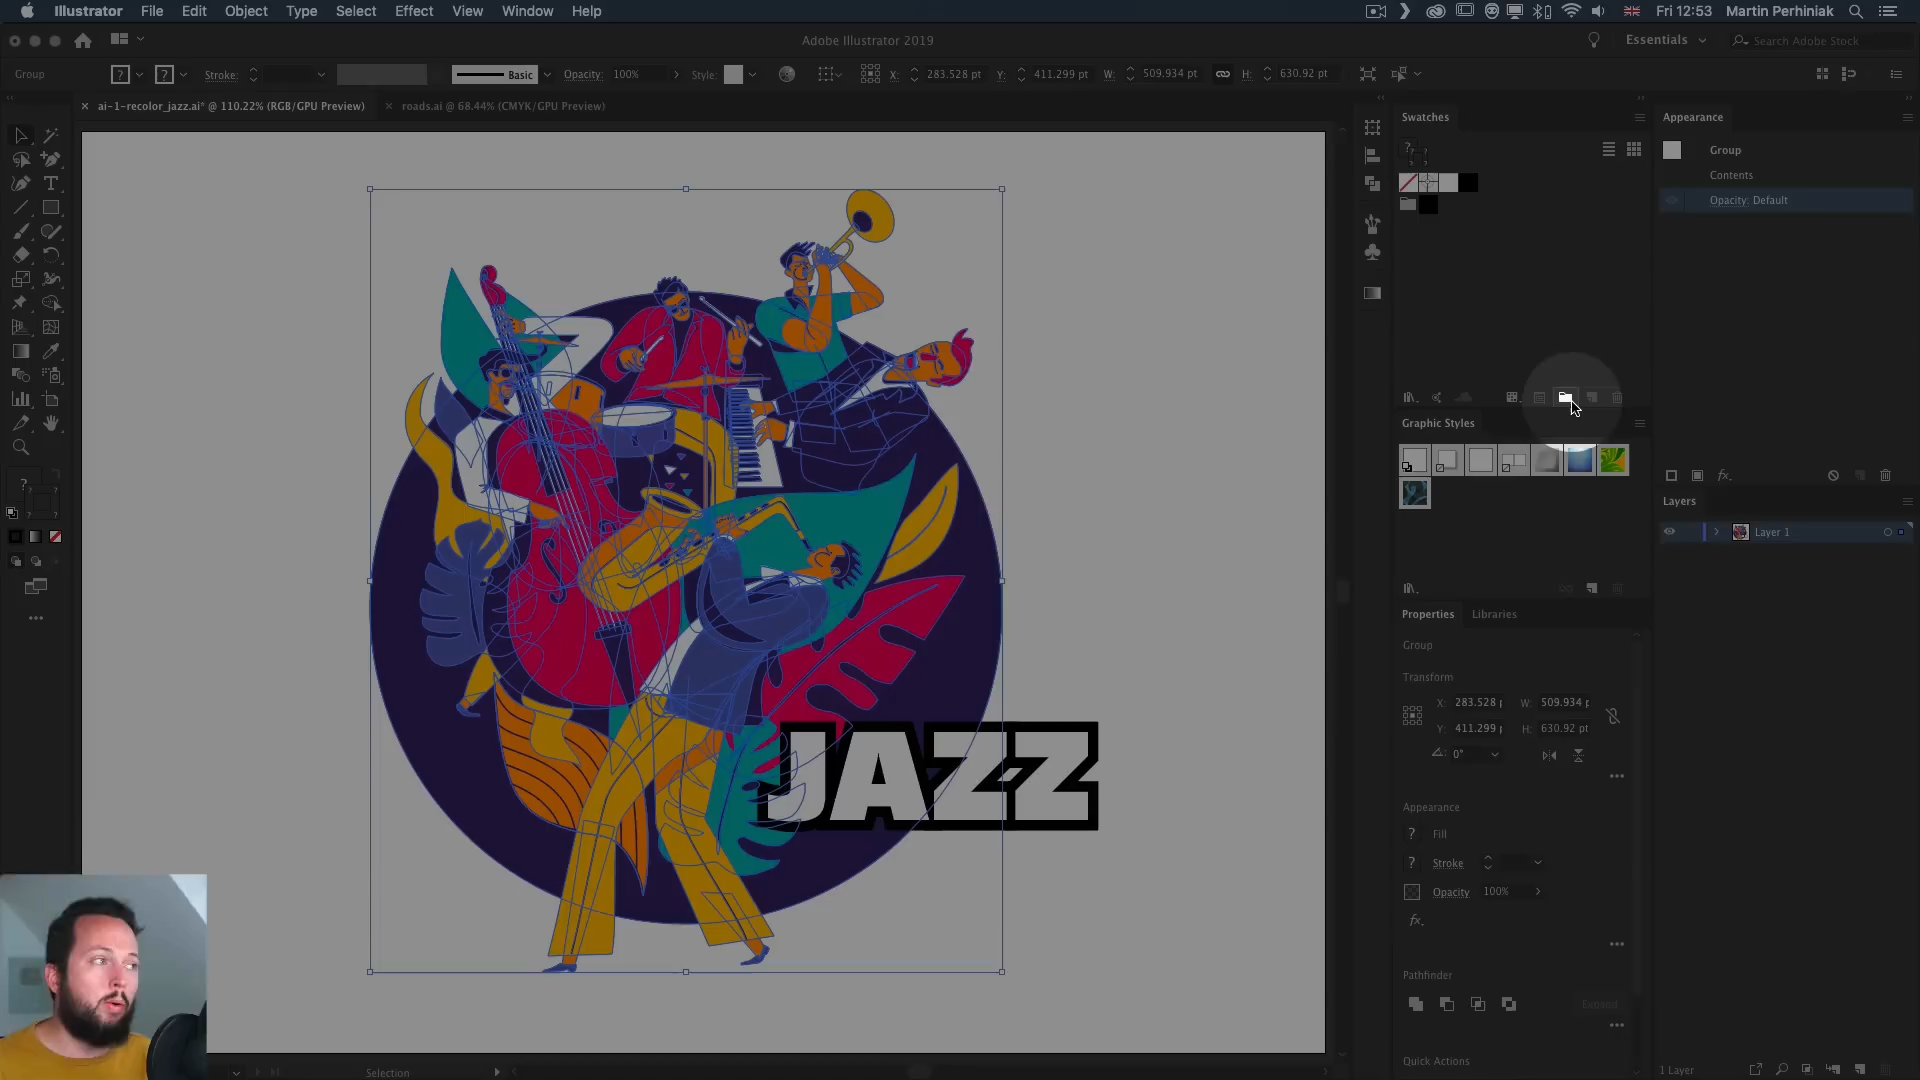 Illustrator File Edit Object Type Select Effect View Window Help
Fri 12:53 Martin Perhiniak
Adobe Illustrator 2019
Essentials
Search Adobe Stock
Group
Stroke:
Basic
Opacity: 100%
Style:
X: 283.528 pt
Y: 411.299 pt
W: 509.934 pt
H: 630.92 pt
ai-1-recolor_jazz.ai* @ 110.22% (RGB/GPU Preview)
roads.ai @ 68.44% (CMYK/GPU Preview)
Swatches
Appearance
Group
Contents
Opacity: Default
Graphic Styles
Layers
Layer 1
Properties
Libraries
Group
Transform
X: 283.528 p
W: 509.934 p
Y: 411.299 p
H: 630.92 pt
0°
Appearance
Fill
Stroke
Opacity 100%
fx.
Pathfinder
Expand
Quick Actions
JAZZ
Selection
1 Layer